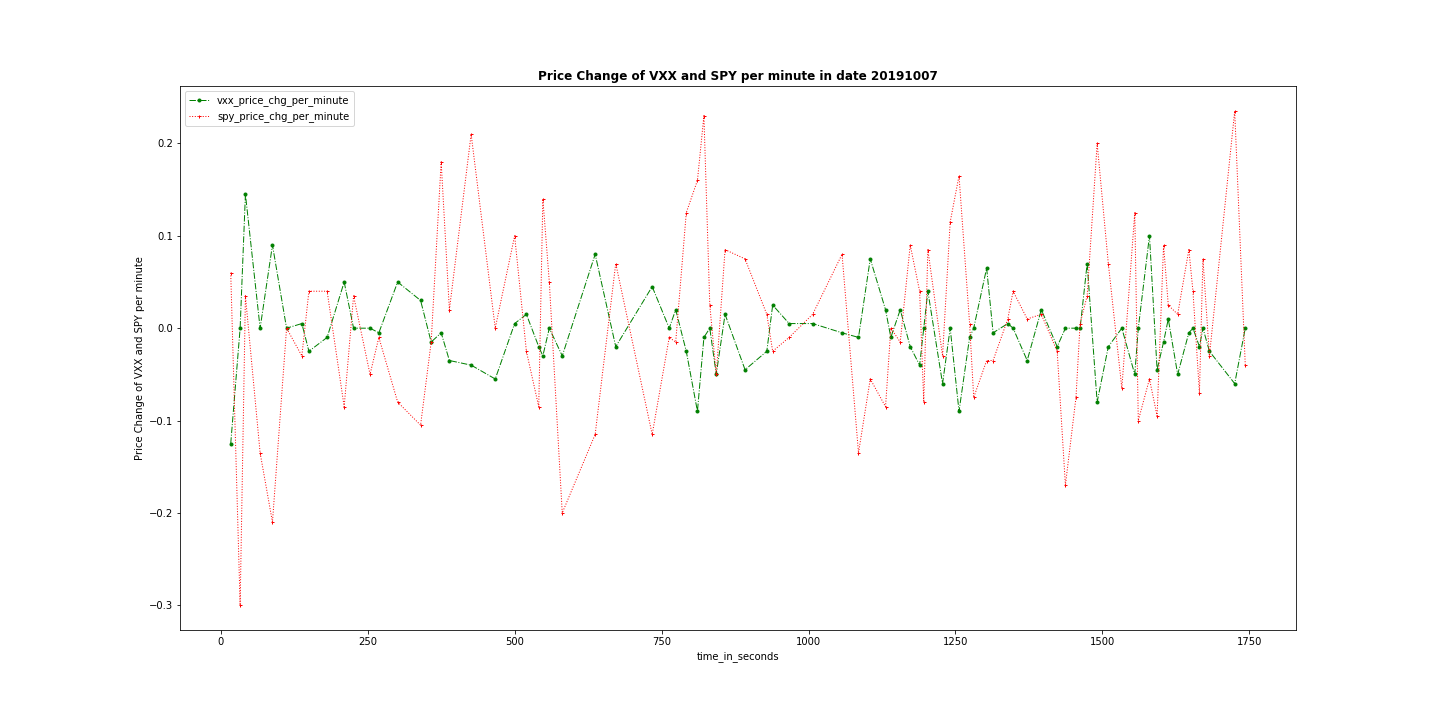 Price Change of VXX and SPY per minute in date 20191007
vxx_price_chg_per_minute
spy_price_chg_per_minute
Price Change of VXX and SPY per minute
0.2
0.1
0.0
−0.1
−0.2
−0.3
0 250 500 750 1000 1250 1500 1750
time_in_seconds